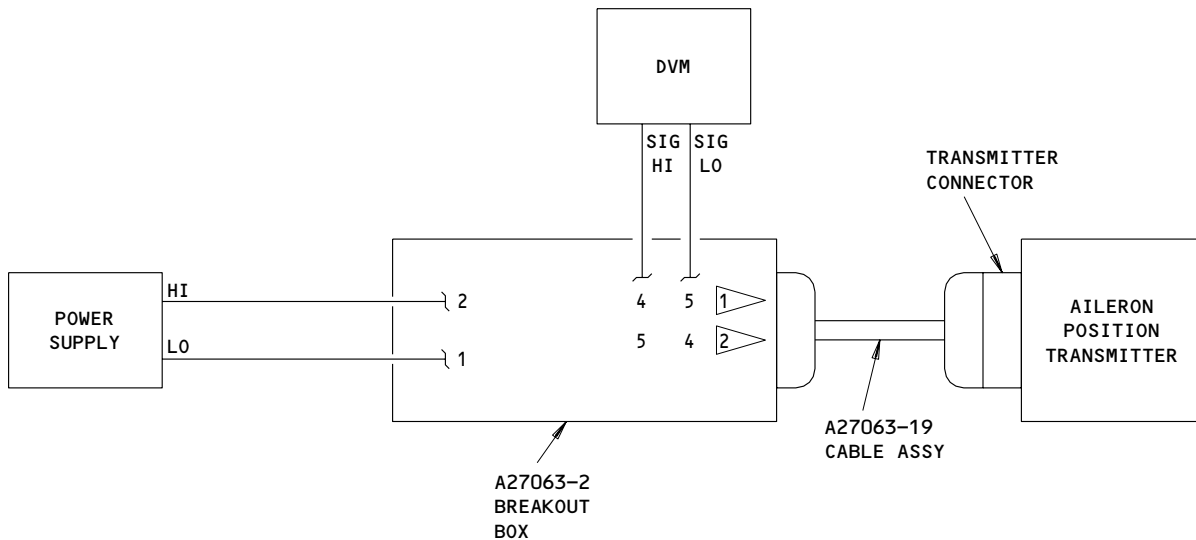 DVM
SIG SIG
HI LO
TRANSMITTER
CONNECTOR
POWER
SUPPLY
HI
LO
2
1
4 5 1
5 4 2
AILERON
POSITION
TRANSMITTER
A27063-19
CABLE ASSY
A27063-2
BREAKOUT
BOX